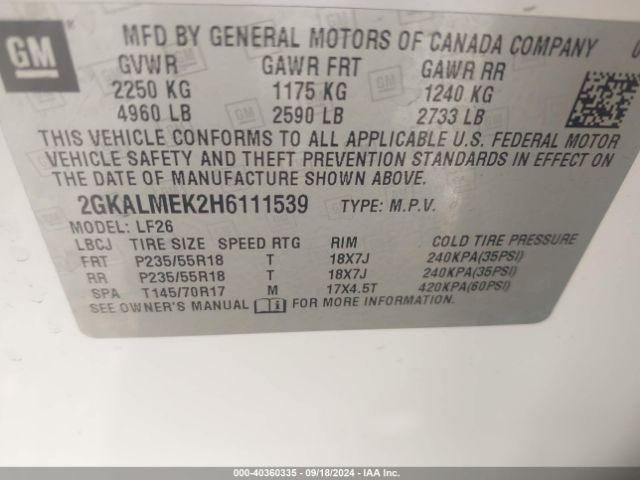 GM
MFD BY GENERAL MOTORS OF CANADA COMPANY
GVWR GAWR FRT GAWR RR
2250 KG 1175 KG 1240 KG
4960 LB 2590 LB 2733 LB
THIS VEHICLE CONFORMS TO ALL APPLICABLE U.S. FEDERAL MOTOR
VEHICLE SAFETY AND THEFT PREVENTION STANDARDS IN EFFECT ON
THE DATE OF MANUFACTURE SHOWN ABOVE.
2GKALMEK2H6111539 TYPE: M.P.V.
MODEL: LF26
LBCJ TIRE SIZE SPEED RTG RIM COLD TIRE PRESSURE
FRT P235/55R18 T 18X7J 240KPA(35PSI)
RR P235/55R18 T 18X7J 240KPA(35PSI)
SPA T145/70R17 M 17X4.5T 420KPA(60PSI)
SEE OWNER'S MANUAL i FOR MORE INFORMATION.
000-40360335 - 09/18/2024 - IAA Inc.